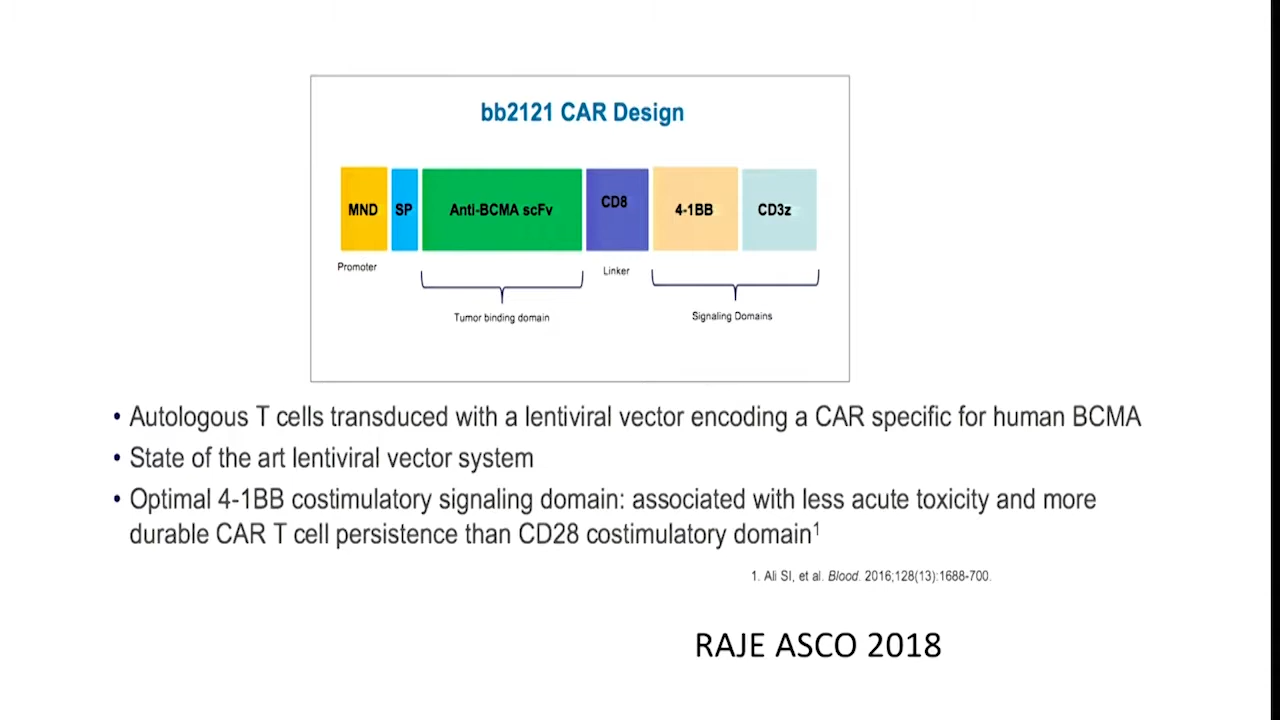 bb2121 CAR Design
MND SP Anti-BCMA scFv CD8 4-1BB CD3z
Promoter Linker
Tumor binding domain Signaling Domains
• Autologous T cells transduced with a lentiviral vector encoding a CAR specific for human BCMA
• State of the art lentiviral vector system
• Optimal 4-1BB costimulatory signaling domain: associated with less acute toxicity and more
durable CAR T cell persistence than CD28 costimulatory domain¹
1. Ali SI, et al. Blood. 2016;128(13):1688-700.
RAJE ASCO 2018